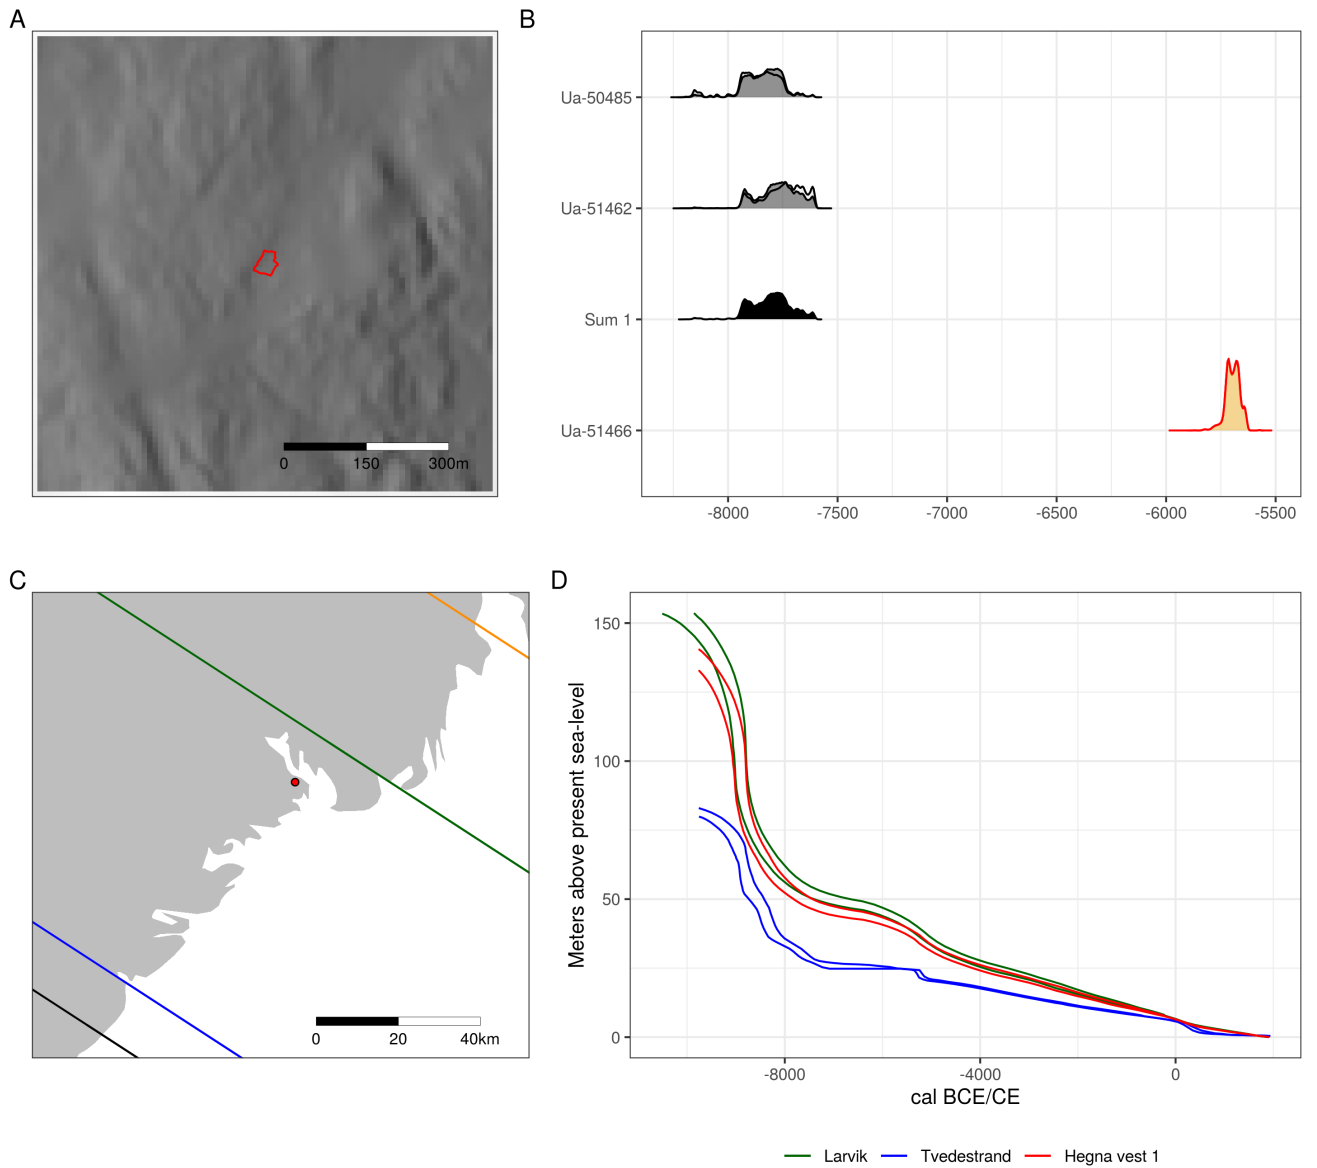 A
0 150 300m
B
Ua-50485
Ua-51462
Sum 1
Ua-51466
-8000 -7500 -7000 -6500 -6000 -5500
C
0 20 40km
D
Meters above present sea-level
150
100
50
0
-8000 -4000 0
cal BCE/CE
Larvik Tvedestrand Hegna vest 1